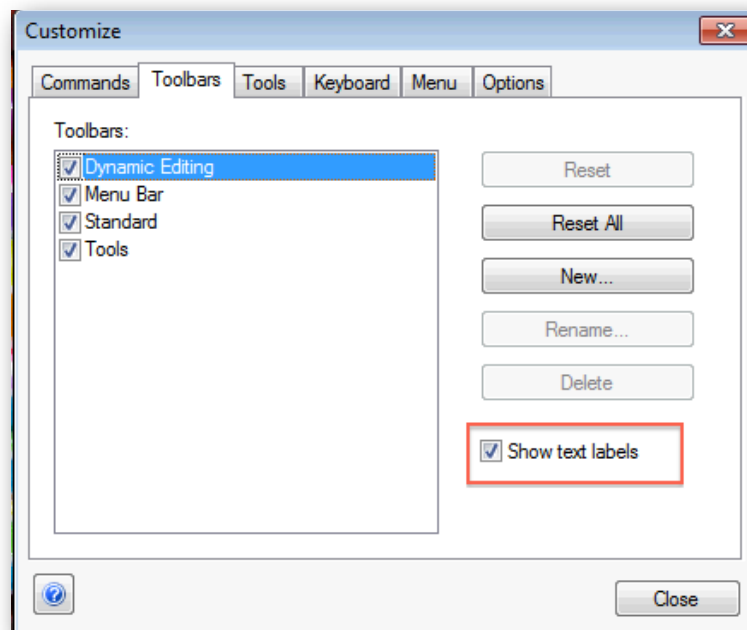 Customize
Commands Toolbars Tools Keyboard Menu Options
Toolbars:
Dynamic Editing
Menu Bar
Standard
Tools
Reset
Reset All
New...
Rename...
Delete
Show text labels
?
Close